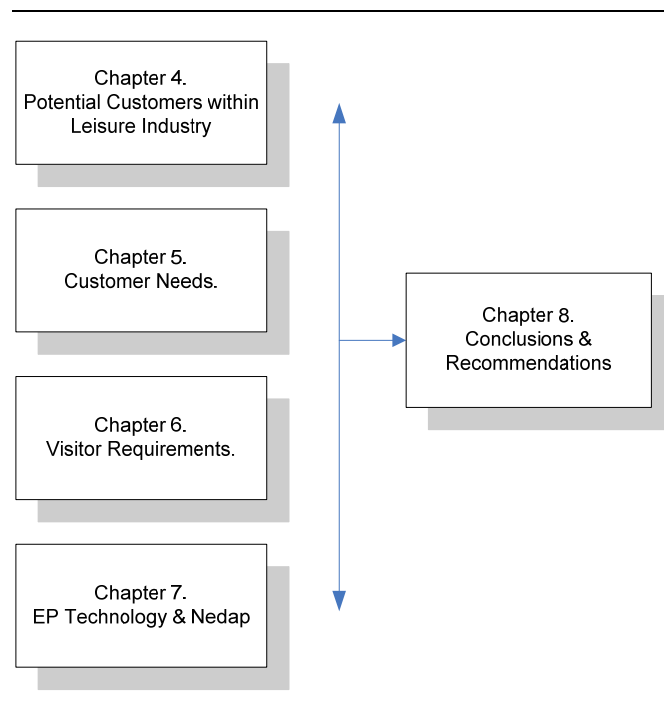 Chapter 4.
Potential Customers within
Leisure Industry
Chapter 5.
Customer Needs.
Chapter 6.
Visitor Requirements.
Chapter 7.
EP Technology & Nedap
Chapter 8.
Conclusions &
Recommendations